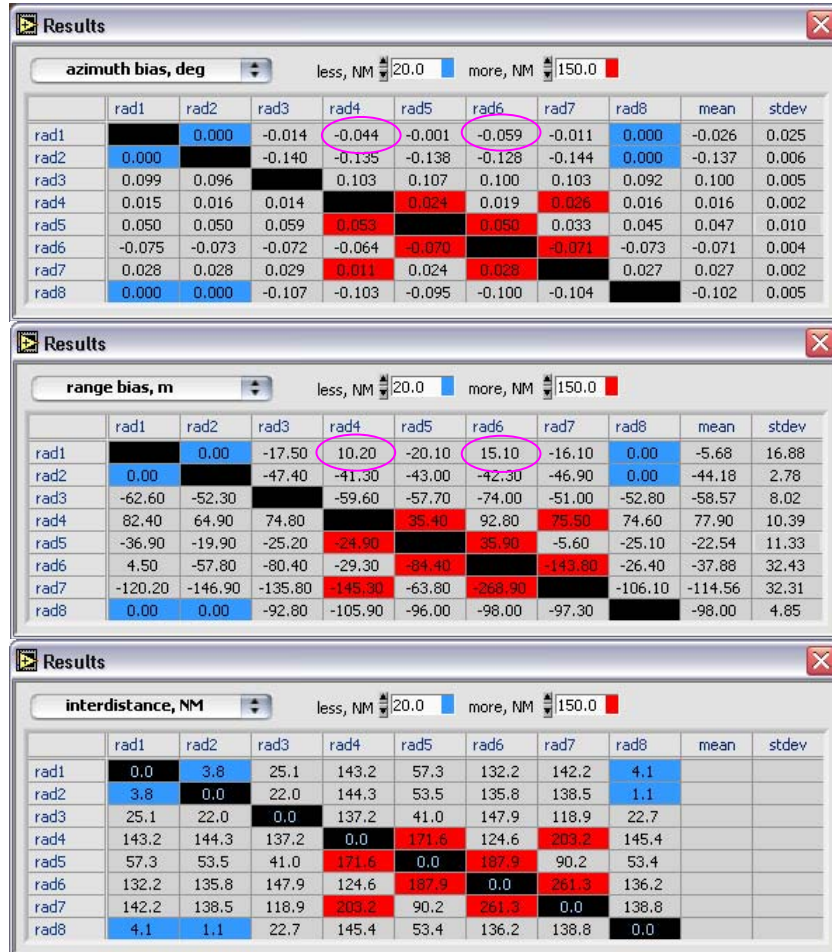 Results
azimuth bias, deg less, NM 20.0 more, NM 150.0
rad1 rad2 rad3 rad4 rad5 rad6 rad7 rad8 mean stdev
rad1 0.000 -0.014 -0.044 -0.001 -0.059 -0.011 0.000 -0.026 0.025
rad2 0.000 -0.140 -0.135 -0.138 -0.128 -0.144 0.000 -0.137 0.006
rad3 0.099 0.096 0.103 0.107 0.100 0.103 0.092 0.100 0.005
rad4 0.015 0.016 0.014 0.024 0.019 0.026 0.016 0.016 0.002
rad5 0.050 0.050 0.059 0.053 0.050 0.033 0.045 0.047 0.010
rad6 -0.075 -0.073 -0.072 -0.064 -0.070 -0.071 -0.073 -0.071 0.004
rad7 0.028 0.028 0.029 0.011 0.024 0.028 0.027 0.027 0.002
rad8 0.000 0.000 -0.107 -0.103 -0.095 -0.100 -0.104 -0.102 0.005
Results
range bias, m less, NM 20.0 more, NM 150.0
rad1 rad2 rad3 rad4 rad5 rad6 rad7 rad8 mean stdev
rad1 0.00 -17.50 10.20 -20.10 15.10 -16.10 0.00 -5.68 16.88
rad2 0.00 -47.40 -41.30 -43.00 -42.30 -46.90 0.00 -44.18 2.78
rad3 -62.60 -52.30 -59.60 -57.70 -74.00 -51.00 -52.80 -58.57 8.02
rad4 82.40 64.90 74.80 35.40 92.80 75.50 74.60 77.90 10.39
rad5 -36.90 -19.90 -25.20 -24.90 35.90 -5.60 -25.10 -22.54 11.33
rad6 4.50 -57.80 -80.40 -29.30 -84.40 -143.80 -26.40 -37.88 32.43
rad7 -120.20 -146.90 -135.80 -145.30 -63.80 -268.90 -106.10 -114.56 32.31
rad8 0.00 0.00 -92.80 -105.90 -96.00 -98.00 -97.30 -98.00 4.85
Results
interdistance, NM less, NM 20.0 more, NM 150.0
rad1 rad2 rad3 rad4 rad5 rad6 rad7 rad8 mean stdev
rad1 0.0 3.8 25.1 143.2 57.3 132.2 142.2 4.1
rad2 3.8 0.0 22.0 144.3 53.5 135.8 138.5 1.1
rad3 25.1 22.0 0.0 137.2 41.0 147.9 118.9 22.7
rad4 143.2 144.3 137.2 0.0 171.6 124.6 203.2 145.4
rad5 57.3 53.5 41.0 171.6 0.0 187.9 90.2 53.4
rad6 132.2 135.8 147.9 124.6 187.9 0.0 261.3 136.2
rad7 142.2 138.5 118.9 203.2 90.2 261.3 0.0 138.8
rad8 4.1 1.1 22.7 145.4 53.4 136.2 138.8 0.0